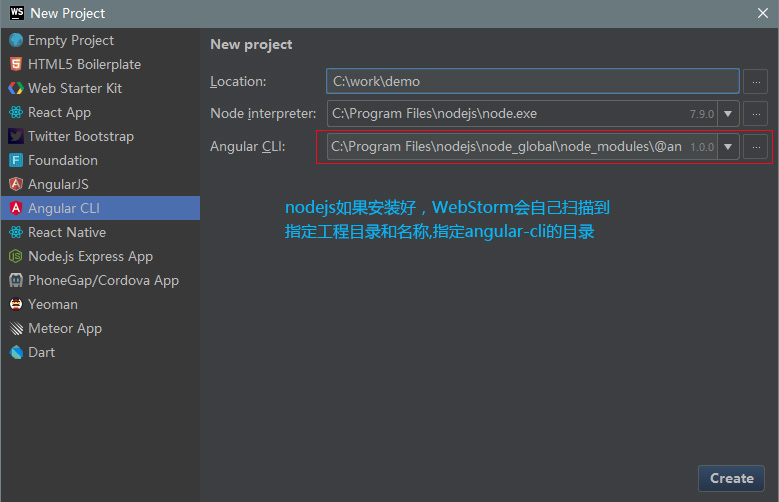 WS New Project
Empty Project
HTML5 Boilerplate
Web Starter Kit
React App
Twitter Bootstrap
Foundation
AngularJS
Angular CLI
React Native
Node.js Express App
PhoneGap/Cordova App
Yeoman
Meteor App
Dart
New project
Location: C:\work\demo ...
Node interpreter: C:\Program Files\nodejs\node.exe 7.9.0 ...
Angular CLI: C:\Program Files\nodejs\node_global\node_modules\@an 1.0.0 ...
nodejs如果安装好，WebStorm会自己扫描到
指定工程目录和名称,指定angular-cli的目录
Create